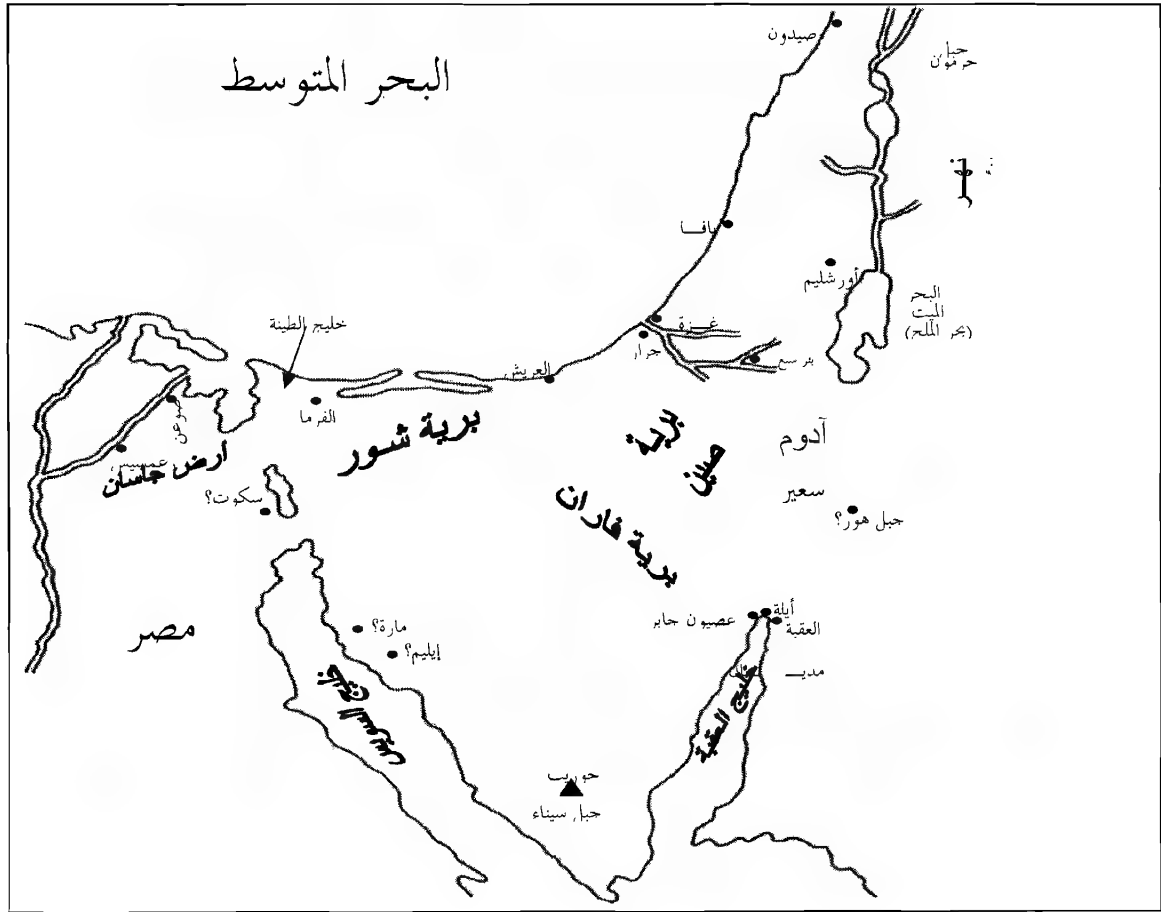 صيدون
جبل
حرمون
البحر المتوسط
نهر
يافا
أورشليم
البحر
الميت
(بحر الملح)
خليج الطينة
غزة
جرار
بئر سبع
العريش
صوعن
الفرما
برية شور
برية
صين
آدوم
أرض جاسان
سكوت؟
برية فاران
سعير
جبل هور؟
مصر
مارة؟
إيليم؟
عصيون جابر
أيلة
العقبة
خليج السويس
خليج العقبة
حوريب
جبل سيناء